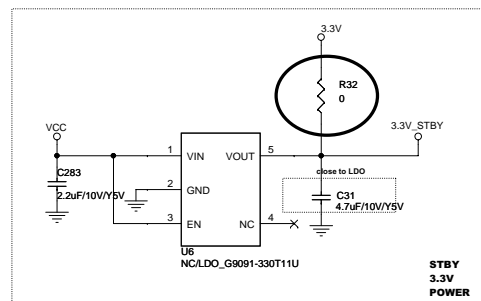 3.3V
R32
0
VCC
3.3V_STBY
1 VIN VOUT 5
close to LDO
C283
2.2uF/10V/Y5V
2 GND
C31
4.7uF/10V/Y5V
3 EN NC 4
U6
NC/LDO_G9091-330T11U
STBY
3.3V
POWER